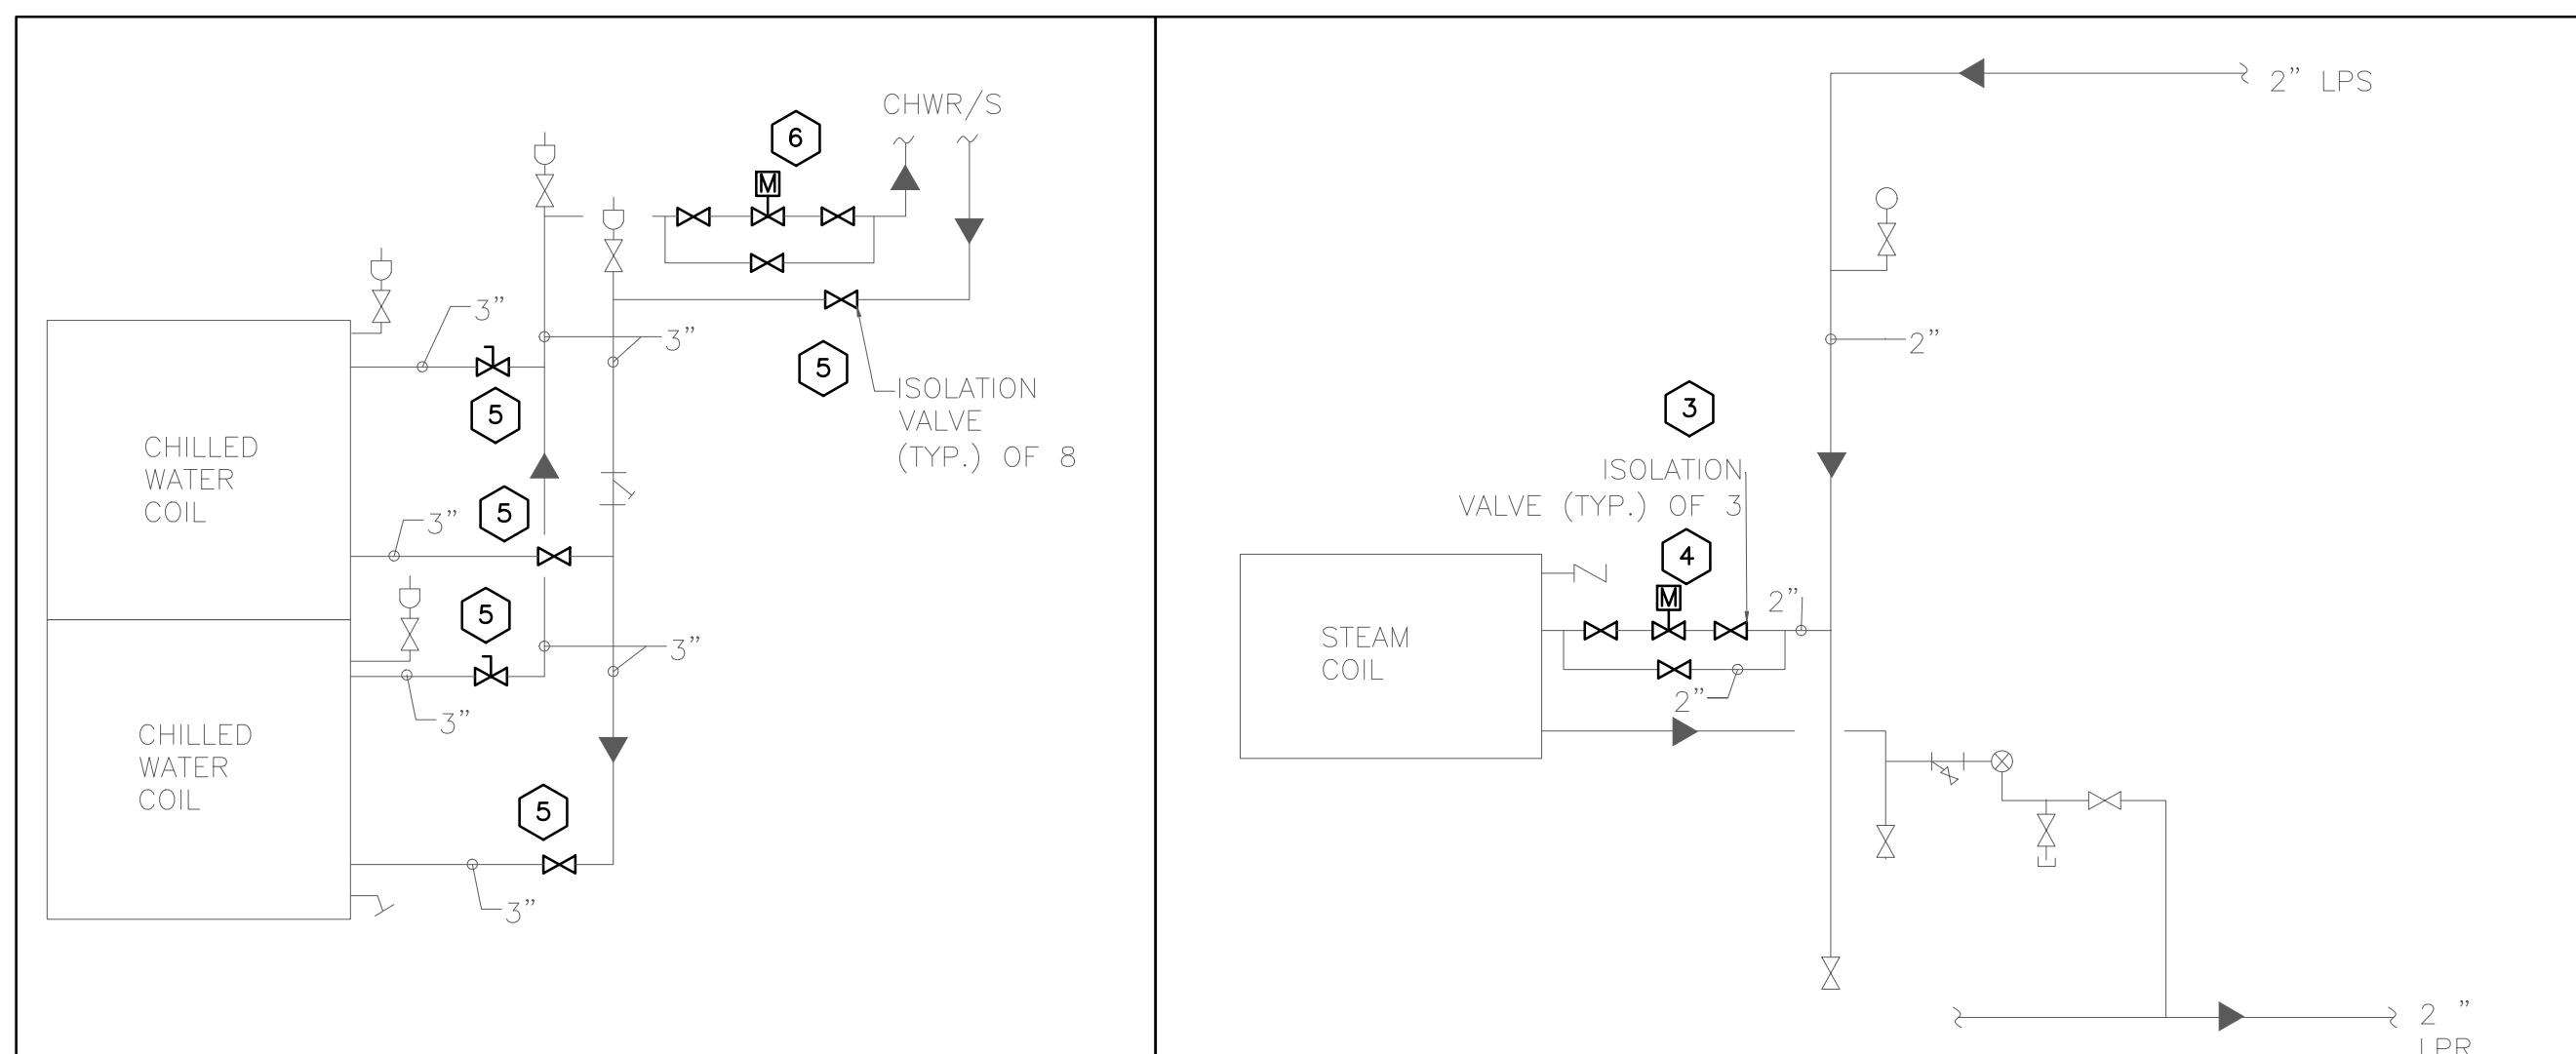 CHWR/S
6
M
3"
3"
5
ISOLATION
VALVE
(TYP.) OF 8
5
CHILLED
WATER
COIL
3"
5
5
3"
3"
CHILLED
WATER
COIL
5
3"
2" LPS
2"
3
ISOLATION
VALVE (TYP.) OF 3
4
M
2"
STEAM
COIL
2"
2 "
LPR